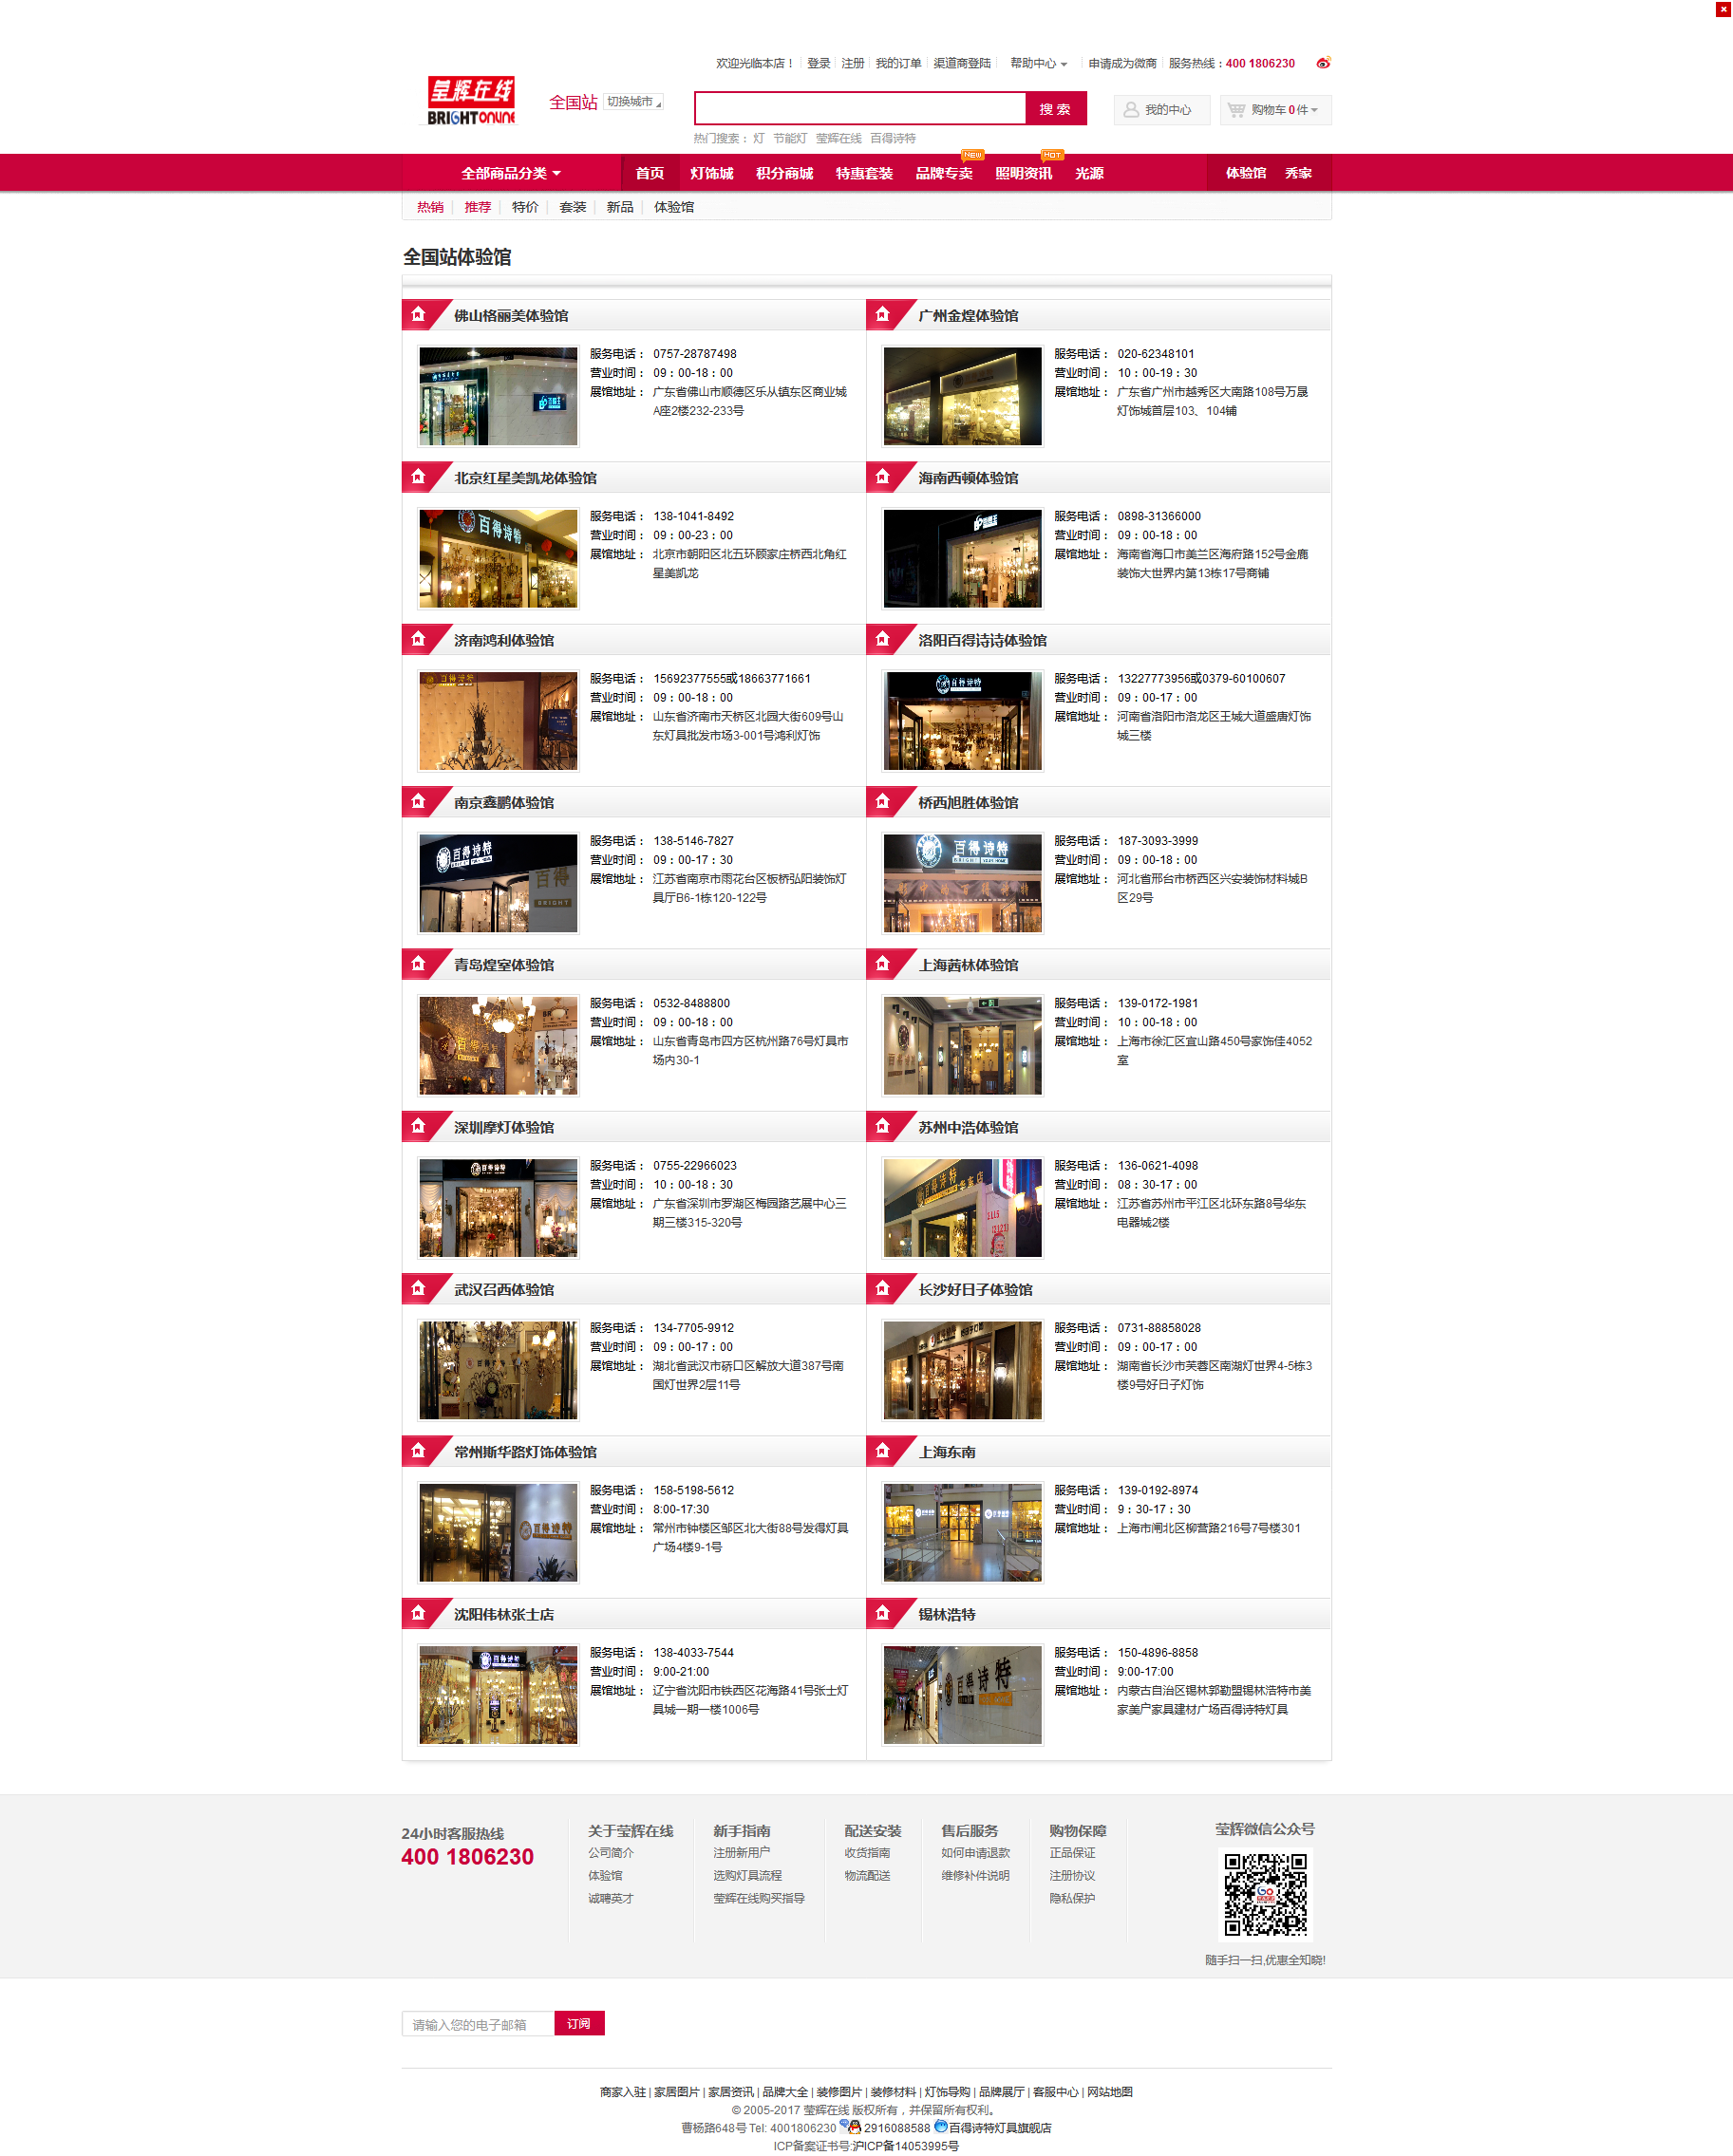 欢迎光临本店！ 登录 注册 我的订单 渠道商登陆 帮助中心 申请成为微商 服务热线：400 1806230
莹辉在线
BRIGHT ONLINE
全国站 切换城市
搜 索
我的中心
购物车0件
热门搜索： 灯 节能灯 莹辉在线 百得诗特
全部商品分类 首页 灯饰城 积分商城 特惠套装 品牌专卖 NEW 照明资讯 HOT 光源 体验馆 秀家
热销 推荐 特价 套装 新品 体验馆
全国站体验馆
佛山格丽美体验馆
服务电话： 0757-28787498
营业时间： 09：00-18：00
展馆地址： 广东省佛山市顺德区乐从镇东区商业城
A座2楼232-233号
广州金煌体验馆
服务电话： 020-62348101
营业时间： 10：00-19：30
展馆地址： 广东省广州市越秀区大南路108号万晟
灯饰城首层103、104铺
北京红星美凯龙体验馆
百得诗特
服务电话： 138-1041-8492
营业时间： 09：00-23：00
展馆地址： 北京市朝阳区北五环顾家庄桥西北角红
星美凯龙
海南西顿体验馆
服务电话： 0898-31366000
营业时间： 09：00-18：00
展馆地址： 海南省海口市美兰区海府路152号金鹿
装饰大世界内第13栋17号商铺
济南鸿利体验馆
百得诗特
服务电话： 15692377555或18663771661
营业时间： 09：00-18：00
展馆地址： 山东省济南市天桥区北园大街609号山
东灯具批发市场3-001号鸿利灯饰
洛阳百得诗诗体验馆
百得诗特
服务电话： 13227773956或0379-60100607
营业时间： 09：00-17：00
展馆地址： 河南省洛阳市洛龙区王城大道盛唐灯饰
城三楼
南京鑫鹏体验馆
百得诗特
百得
BRIGHT
服务电话： 138-5146-7827
营业时间： 09：00-17：30
展馆地址： 江苏省南京市雨花台区板桥弘阳装饰灯
具厅B6-1栋120-122号
桥西旭胜体验馆
百得诗特
服务电话： 187-3093-3999
营业时间： 09：00-18：00
展馆地址： 河北省邢台市桥西区兴安装饰材料城B
区29号
青岛煌室体验馆
百得诗特
服务电话： 0532-8488800
营业时间： 09：00-18：00
展馆地址： 山东省青岛市四方区杭州路76号灯具市
场内30-1
上海茜林体验馆
服务电话： 139-0172-1981
营业时间： 10：00-18：00
展馆地址： 上海市徐汇区宜山路450号家饰佳4052
室
深圳摩灯体验馆
百得诗特
服务电话： 0755-22966023
营业时间： 10：00-18：30
展馆地址： 广东省深圳市罗湖区梅园路艺展中心三
期三楼315-320号
苏州中浩体验馆
百得诗特
服务电话： 136-0621-4098
营业时间： 08：30-17：00
展馆地址： 江苏省苏州市平江区北环东路8号华东
电器城2楼
武汉召西体验馆
服务电话： 134-7705-9912
营业时间： 09：00-17：00
展馆地址： 湖北省武汉市硚口区解放大道387号南
国灯世界2层11号
长沙好日子体验馆
服务电话： 0731-88858028
营业时间： 09：00-17：00
展馆地址： 湖南省长沙市芙蓉区南湖灯世界4-5栋3
楼9号好日子灯饰
常州斯华路灯饰体验馆
百得诗特
服务电话： 158-5198-5612
营业时间： 8:00-17:30
展馆地址： 常州市钟楼区邹区北大街88号发得灯具
广场4楼9-1号
上海东南
服务电话： 139-0192-8974
营业时间： 9：30-17：30
展馆地址： 上海市闸北区柳营路216号7号楼301
沈阳伟林张士店
百得诗特
服务电话： 138-4033-7544
营业时间： 9:00-21:00
展馆地址： 辽宁省沈阳市铁西区花海路41号张士灯
具城一期一楼1006号
锡林浩特
百得诗特
服务电话： 150-4896-8858
营业时间： 9:00-17:00
展馆地址： 内蒙古自治区锡林郭勒盟锡林浩特市美
家美户家具建材广场百得诗特灯具
24小时客服热线
400 1806230
关于莹辉在线
公司简介
体验馆
诚聘英才
新手指南
注册新用户
选购灯具流程
莹辉在线购买指导
配送安装
收货指南
物流配送
售后服务
如何申请退款
维修补件说明
购物保障
正品保证
注册协议
隐私保护
莹辉微信公众号
随手扫一扫,优惠全知晓!
请输入您的电子邮箱 订阅
商家入驻 | 家居图片 | 家居资讯 | 品牌大全 | 装修图片 | 装修材料 | 灯饰导购 | 品牌展厅 | 客服中心 | 网站地图
© 2005-2017 莹辉在线 版权所有，并保留所有权利。
曹杨路648号 Tel: 4001806230 2916088588 百得诗特灯具旗舰店
ICP备案证书号:沪ICP备14053995号